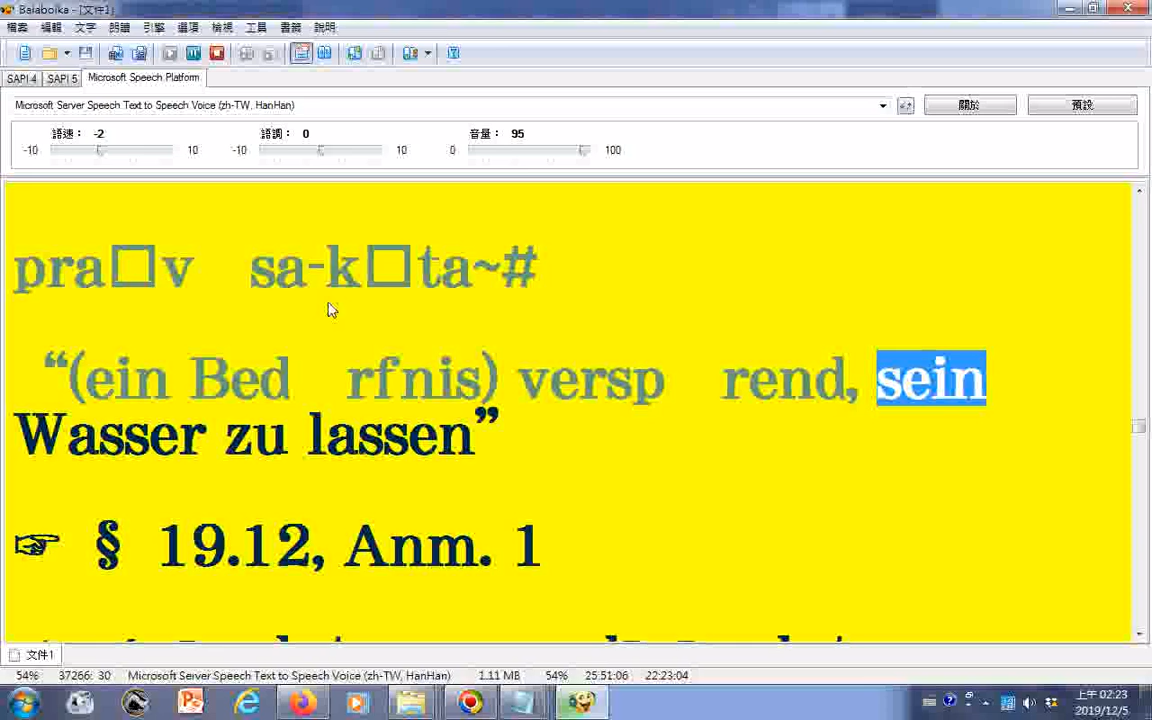 Balabolka - [文件1]
檔案 編輯 文字 朗讀 引擎 選項 檢視 工具 書籤 說明
SAPI 4 SAPI 5 Microsoft Speech Platform
Microsoft Server Speech Text to Speech Voice (zh-TW, HanHan) 關於 預設
語速： -2 語調： 0 音量： 95
-10 10 -10 10 0 100
pra□v sa-k□ta~#
“(ein Bed rfnis) versp rend, sein
Wasser zu lassen”
☞ § 19.12, Anm. 1
文件1
54% 37266: 30 Microsoft Server Speech Text to Speech Voice (zh-TW, HanHan) 1.11 MB 54% 25:51:06 22:23:04
上午 02:23
2019/12/5